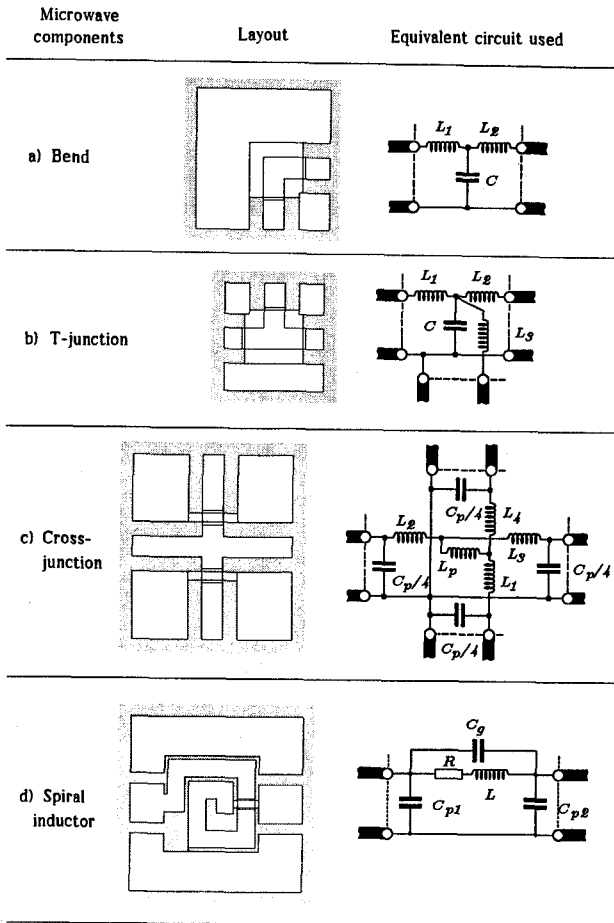 Microwave
components
Layout
Equivalent circuit used
a) Bend
L1
L2
C
b) T-junction
L1
L2
C
L3
c) Cross-
junction
Cp/4
L2
L4
Lp
L3
Cp/4
L1
Cp/4
Cp/4
d) Spiral
inductor
Cg
R
L
Cp1
Cp2